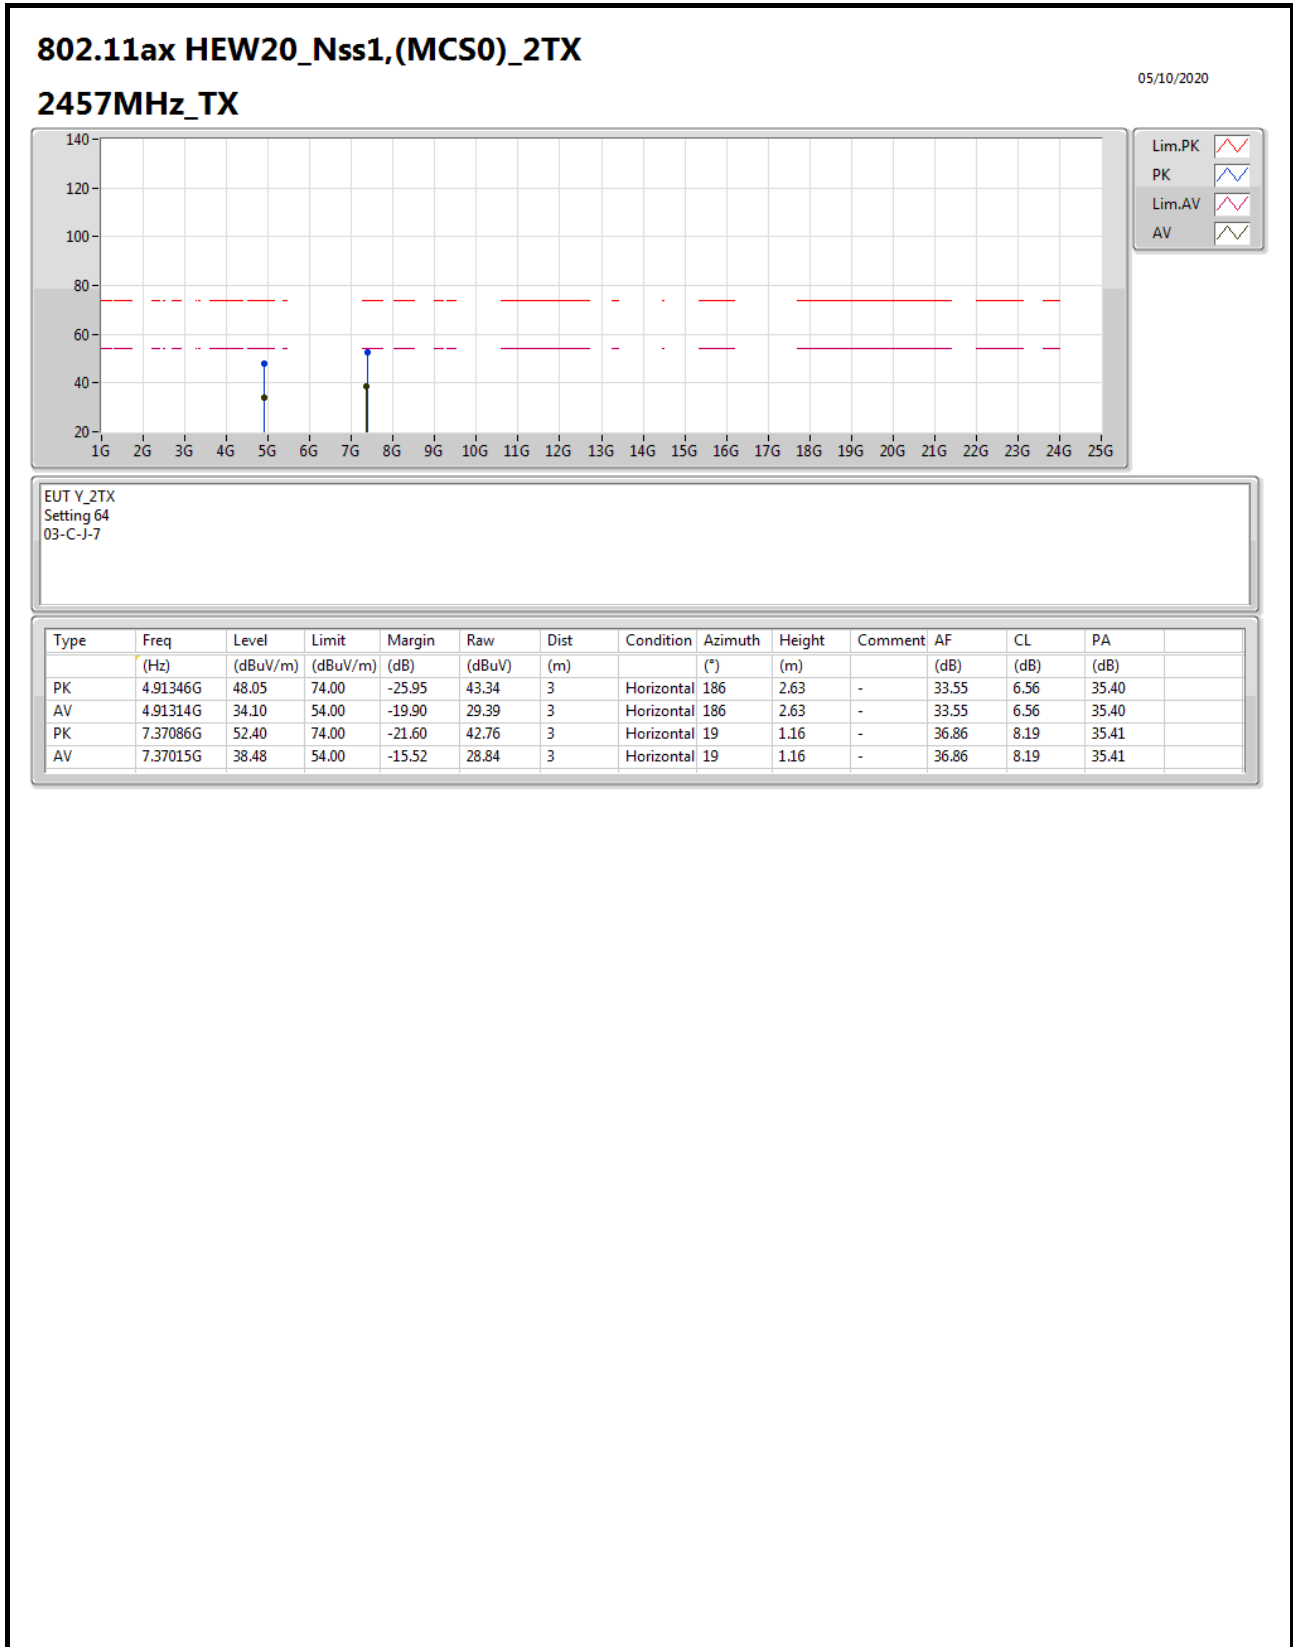 802.11ax HEW20_Nss1,(MCS0)_2TX
05/10/2020
2457MHz_TX
140
120
100
80
60
40
20
1G 2G 3G 4G 5G 6G 7G 8G 9G 10G 11G 12G 13G 14G 15G 16G 17G 18G 19G 20G 21G 22G 23G 24G 25G
Lim.PK
PK
Lim.AV
AV
EUT Y_2TX
Setting 64
03-C-J-7
Type Freq Level Limit Margin Raw Dist Condition Azimuth Height Comment AF CL PA
(Hz) (dBuV/m) (dBuV/m) (dB) (dBuV) (m) (°) (m) (dB) (dB) (dB)
PK 4.91346G 48.05 74.00 -25.95 43.34 3 Horizontal 186 2.63 - 33.55 6.56 35.40
AV 4.91314G 34.10 54.00 -19.90 29.39 3 Horizontal 186 2.63 - 33.55 6.56 35.40
PK 7.37086G 52.40 74.00 -21.60 42.76 3 Horizontal 19 1.16 - 36.86 8.19 35.41
AV 7.37015G 38.48 54.00 -15.52 28.84 3 Horizontal 19 1.16 - 36.86 8.19 35.41